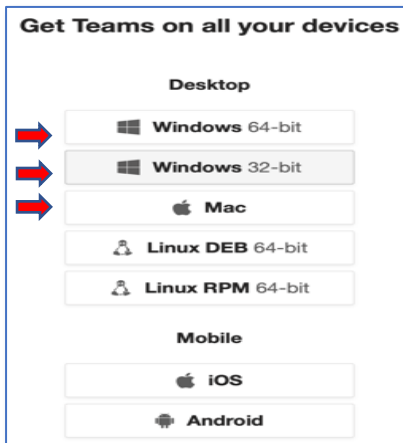 Get Teams on all your devices
Desktop
Windows 64-bit
Windows 32-bit
Mac
Linux DEB 64-bit
Linux RPM 64-bit
Mobile
iOS
Android